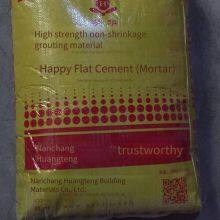 High strength non-shrinkage
grouting material
Happy Flat Cement (Mortar)
Nanchang
Huangteng
trustworthy
Nanchang Huangteng Building
Materials Co., Ltd.